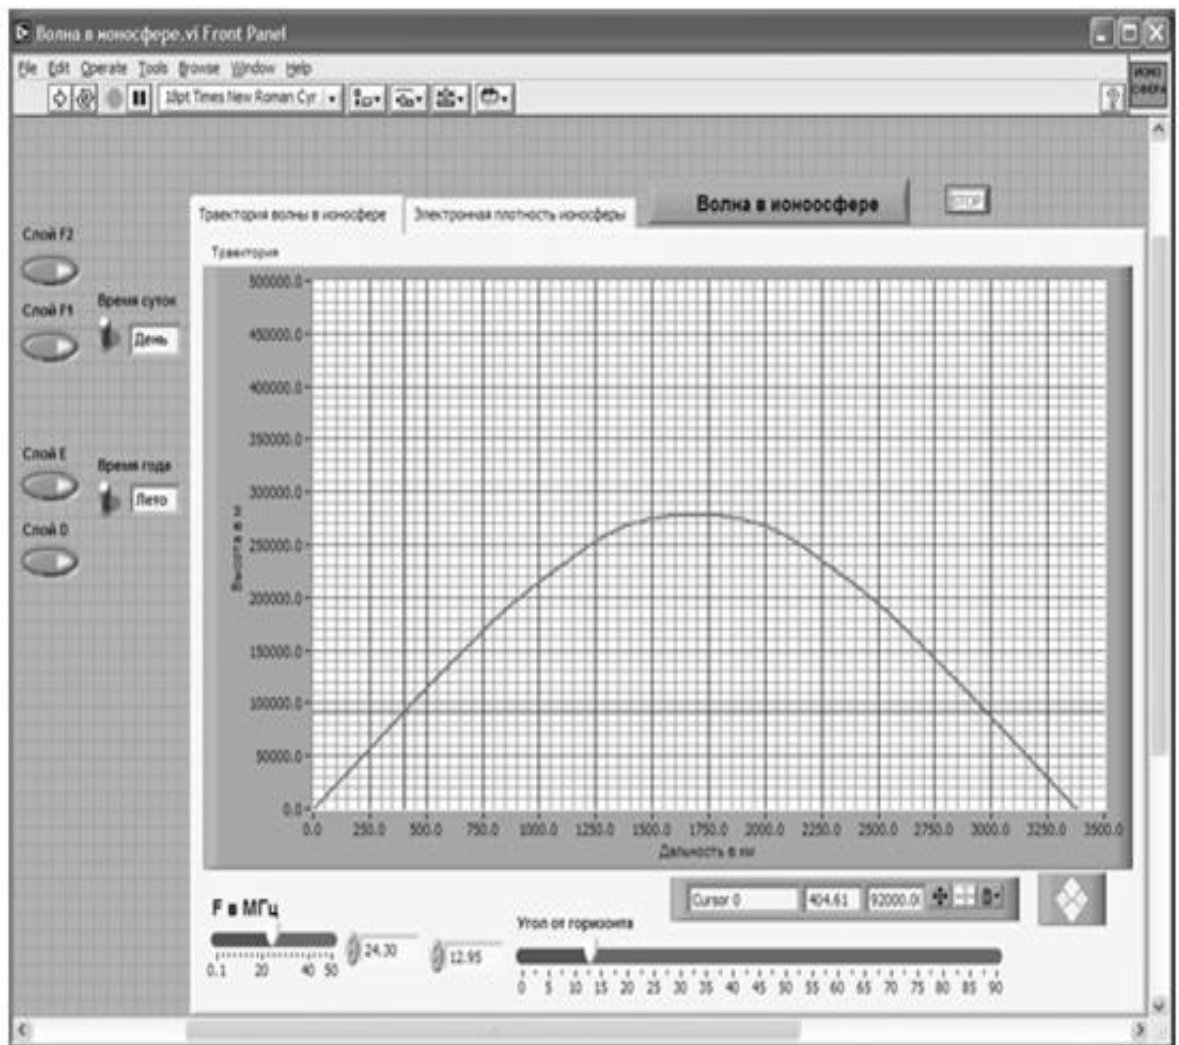 Волна в ионосфере.vi Front Panel
File Edit Operate Tools Browse Window Help
18pt Times New Roman Cyr
ИОНО
СФЕРА
Траектория волны в ионосфере
Электронная плотность ионосферы
Волна в ионоосфере
STOP
Слой F2
Слой F1
Время суток
День
Слой E
Время года
Лето
Слой D
Траектория
500000.0
450000.0
400000.0
350000.0
300000.0
250000.0
200000.0
150000.0
100000.0
50000.0
0.0
Высота в м
0.0 250.0 500.0 750.0 1000.0 1250.0 1500.0 1750.0 2000.0 2250.0 2500.0 2750.0 3000.0 3250.0 3500.0
Дальность в км
Cursor 0 404.61 92000.0(
F в МГц
0.1 20 40 50
24.30
12.95
Угол от горизонта
0 5 10 15 20 25 30 35 40 45 50 55 60 65 70 75 80 85 90